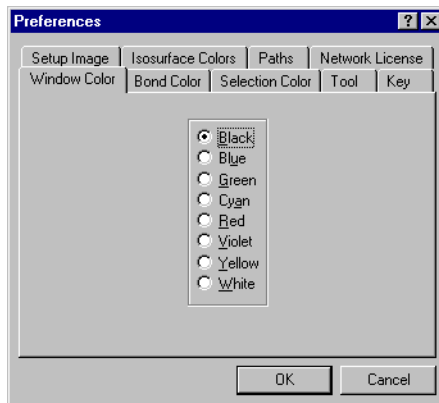 Preferences
Setup Image Isosurface Colors Paths Network License
Window Color Bond Color Selection Color Tool Key
Black
Blue
Green
Cyan
Red
Violet
Yellow
White
OK Cancel